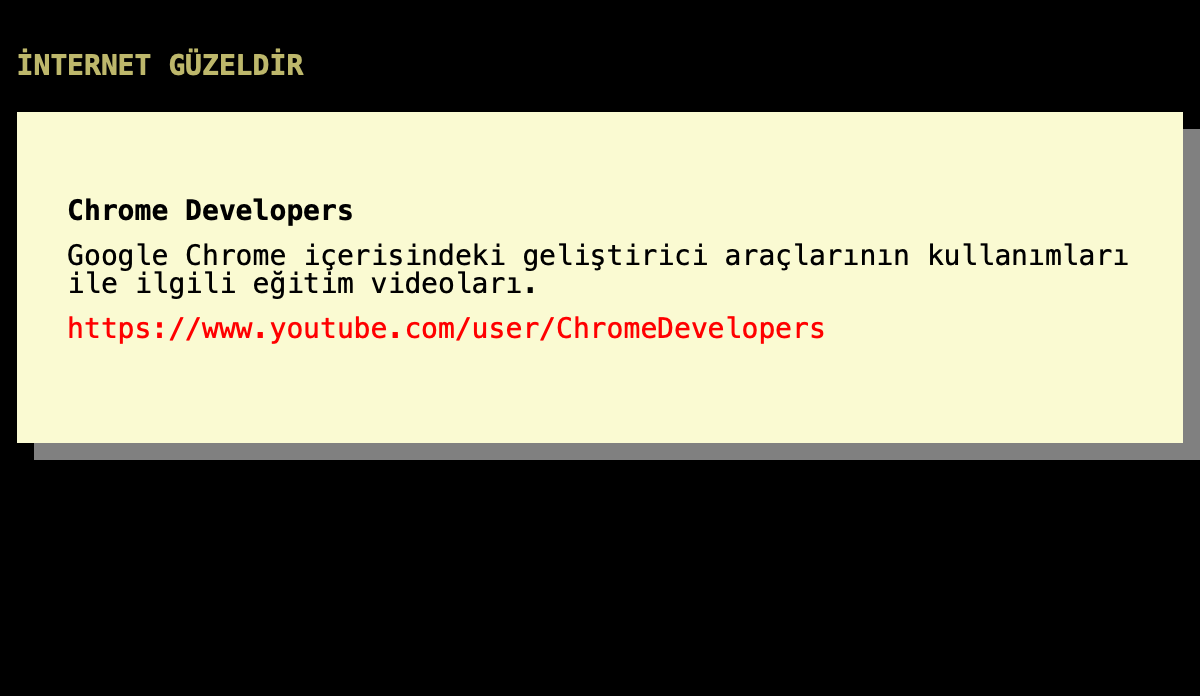 İNTERNET GÜZELDİR
Chrome Developers
Google Chrome içerisindeki geliştirici araçlarının kullanımları
ile ilgili eğitim videoları.
https://www.youtube.com/user/ChromeDevelopers